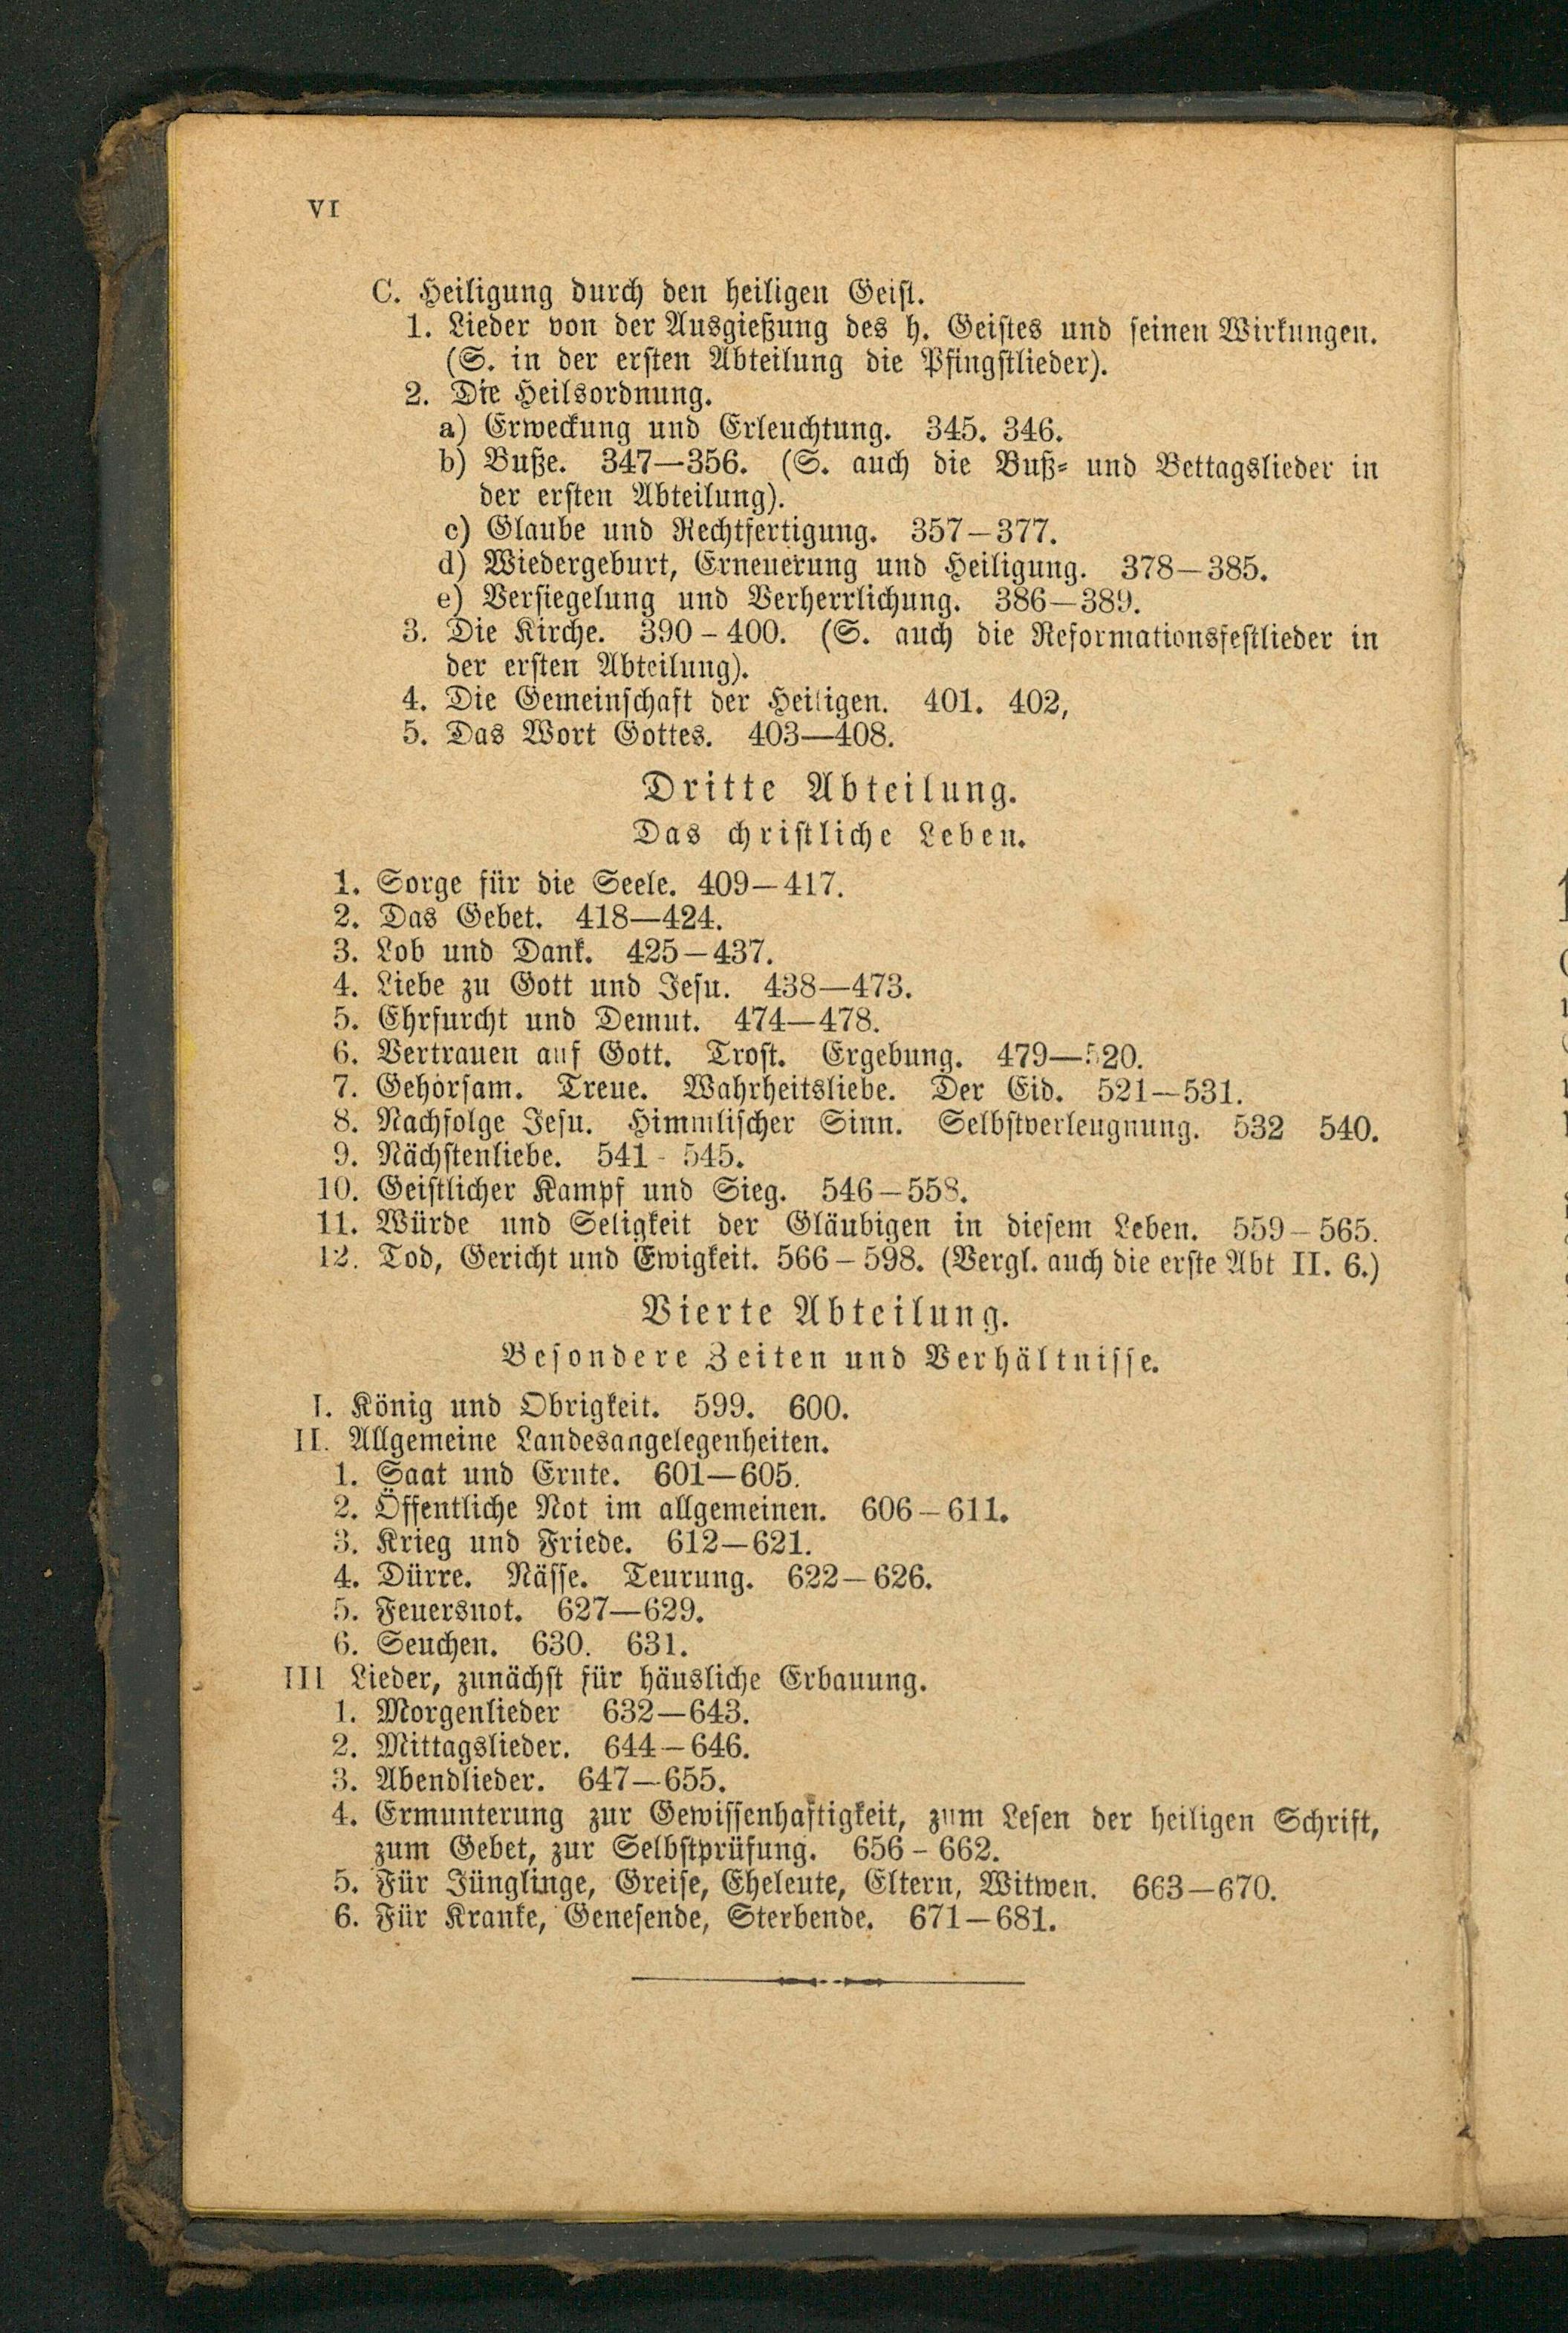 VI
C. Heiligung durch den heiligen Geist.
1. Lieder von der Ausgießung des h. Geistes und seinen Wirkungen.
(S. in der ersten Abteilung die Pfingstlieder).
2. Die Heilsordnung.
a) Erweckung und Erleuchtung. 345. 346.
b) Buße. 347—356. (S. auch die Buß- und Bettagslieder in
der ersten Abteilung).
c) Glaube und Rechtfertigung. 357—377.
d) Wiedergeburt, Erneuerung und Heiligung. 378—385.
e) Versiegelung und Verherrlichung. 386—389.
3. Die Kirche. 390–400. (S. auch die Reformationsfestlieder in
der ersten Abteilung).
4. Die Gemeinschaft der Heiligen. 401. 402,
5. Das Wort Gottes. 403—408.
Dritte Abteilung.
Das christliche Leben.
1. Sorge für die Seele. 409—417.
2. Das Gebet. 418—424.
3. Lob und Dank. 425—437.
4. Liebe zu Gott und Jesu. 438—473.
5. Ehrfurcht und Demut. 474—478.
6. Vertrauen auf Gott. Trost. Ergebung. 479—520.
7. Gehorsam. Treue. Wahrheitsliebe. Der Eid. 521—531.
8. Nachfolge Jesu. Himmlischer Sinn. Selbstverleugnung. 532 540.
9. Nächstenliebe. 541- 545.
10. Geistlicher Kampf und Sieg. 546—558.
11. Würde und Seligkeit der Gläubigen in diesem Leben. 559—565.
12. Tod, Gericht und Ewigkeit. 566—598. (Vergl. auch die erste Abt II. 6.)
Vierte Abteilung.
Besondere Zeiten und Verhältnisse.
I. König und Obrigkeit. 599. 600.
II. Allgemeine Landesangelegenheiten.
1. Saat und Ernte. 601—605.
2. Öffentliche Not im allgemeinen. 606—611.
3. Krieg und Friede. 612—621.
4. Dürre. Nässe. Teurung. 622—626.
5. Feuersnot. 627—629.
6. Seuchen. 630. 631.
III Lieder, zunächst für häusliche Erbauung.
1. Morgenlieder 632—643.
2. Mittagslieder. 644—646.
3. Abendlieder. 647—655.
4. Ermunterung zur Gewissenhaftigkeit, zum Lesen der heiligen Schrift,
zum Gebet, zur Selbstprüfung. 656–662.
5. Für Jünglinge, Greise, Eheleute, Eltern, Witwen. 663—670.
6. Für Kranke, Genesende, Sterbende. 671—681.